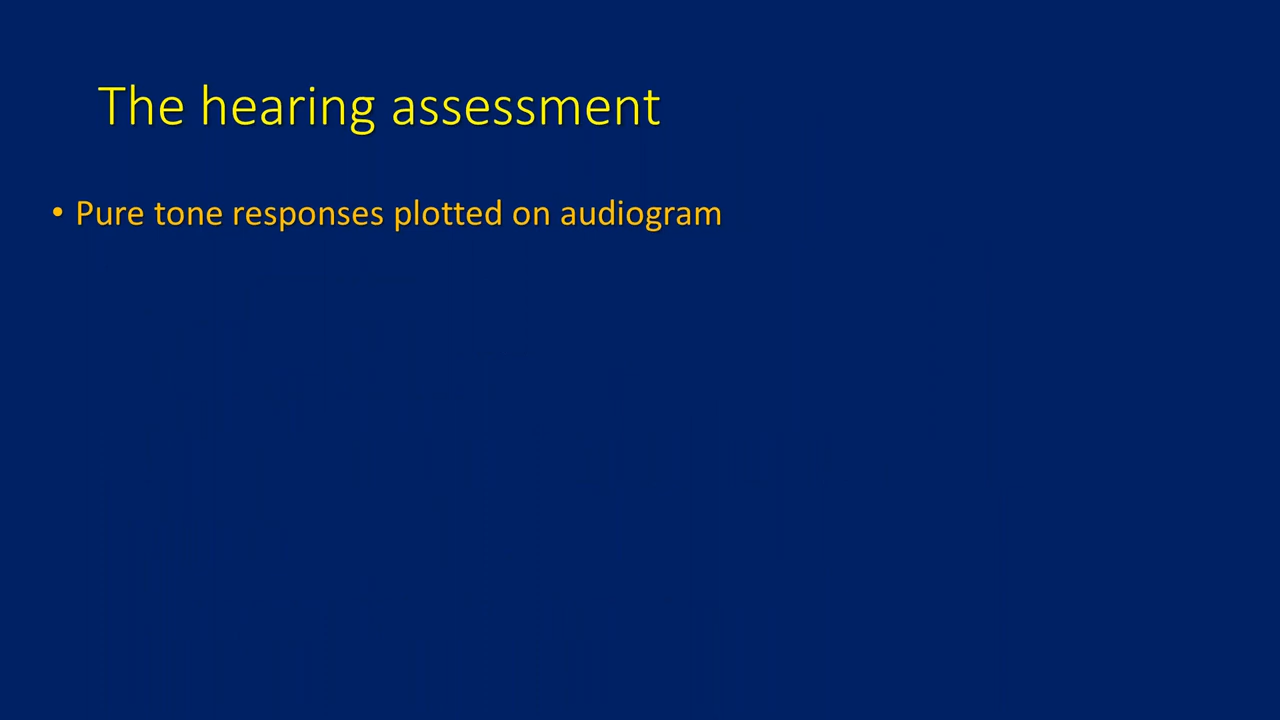 The hearing assessment
• Pure tone responses plotted on audiogram